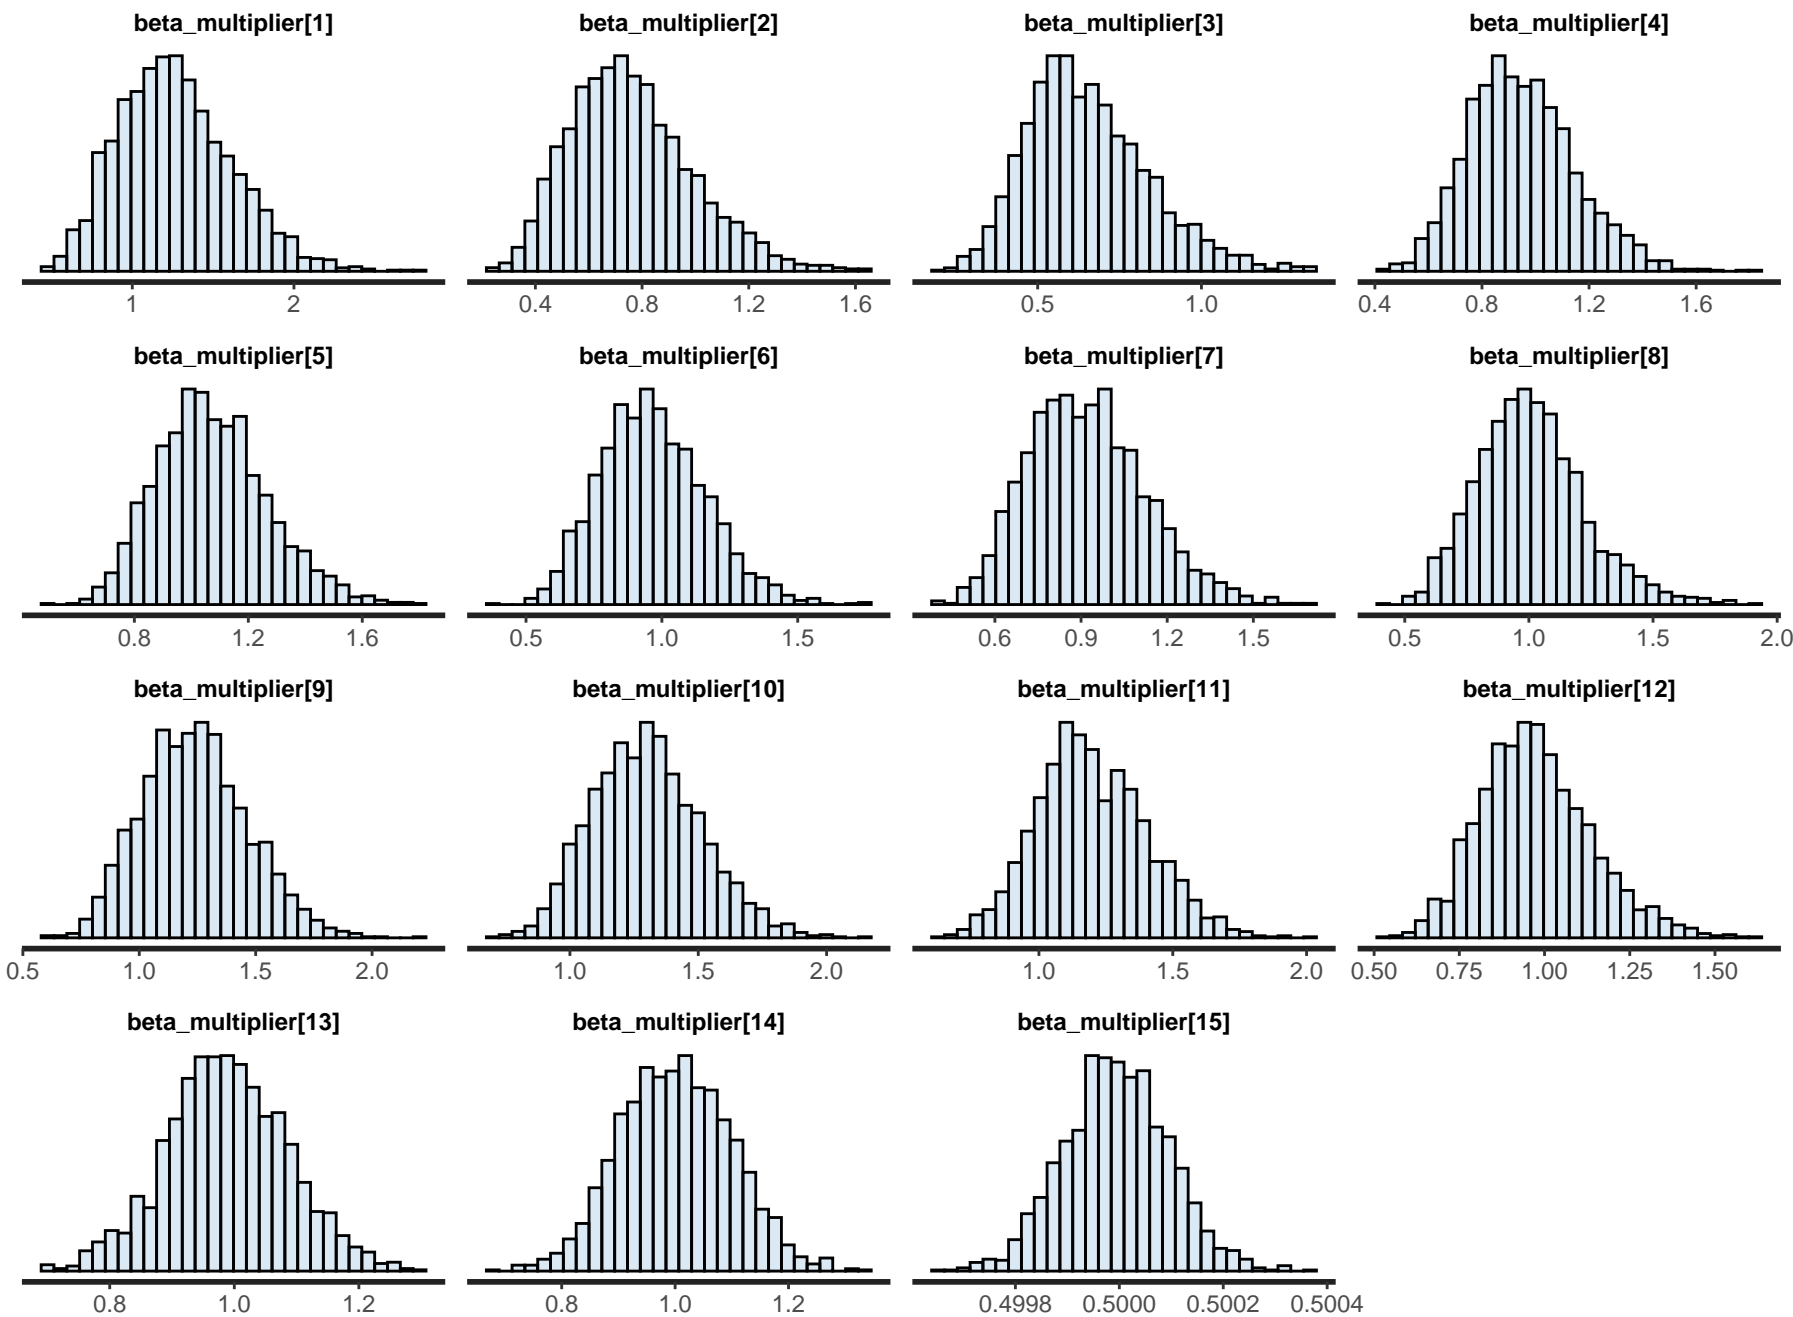 beta_multiplier[1] beta_multiplier[2] beta_multiplier[3] beta_multiplier[4]
1 2 0.4 0.8 1.2 1.6 0.5 1.0 0.4 0.8 1.2 1.6
beta_multiplier[5] beta_multiplier[6] beta_multiplier[7] beta_multiplier[8]
0.8 1.2 1.6 0.5 1.0 1.5 0.6 0.9 1.2 1.5 0.5 1.0 1.5 2.0
beta_multiplier[9] beta_multiplier[10] beta_multiplier[11] beta_multiplier[12]
0.5 1.0 1.5 2.0 1.0 1.5 2.0 1.0 1.5 2.0 0.50 0.75 1.00 1.25 1.50
beta_multiplier[13] beta_multiplier[14] beta_multiplier[15]
0.8 1.0 1.2 0.8 1.0 1.2 0.4998 0.5000 0.5002 0.5004